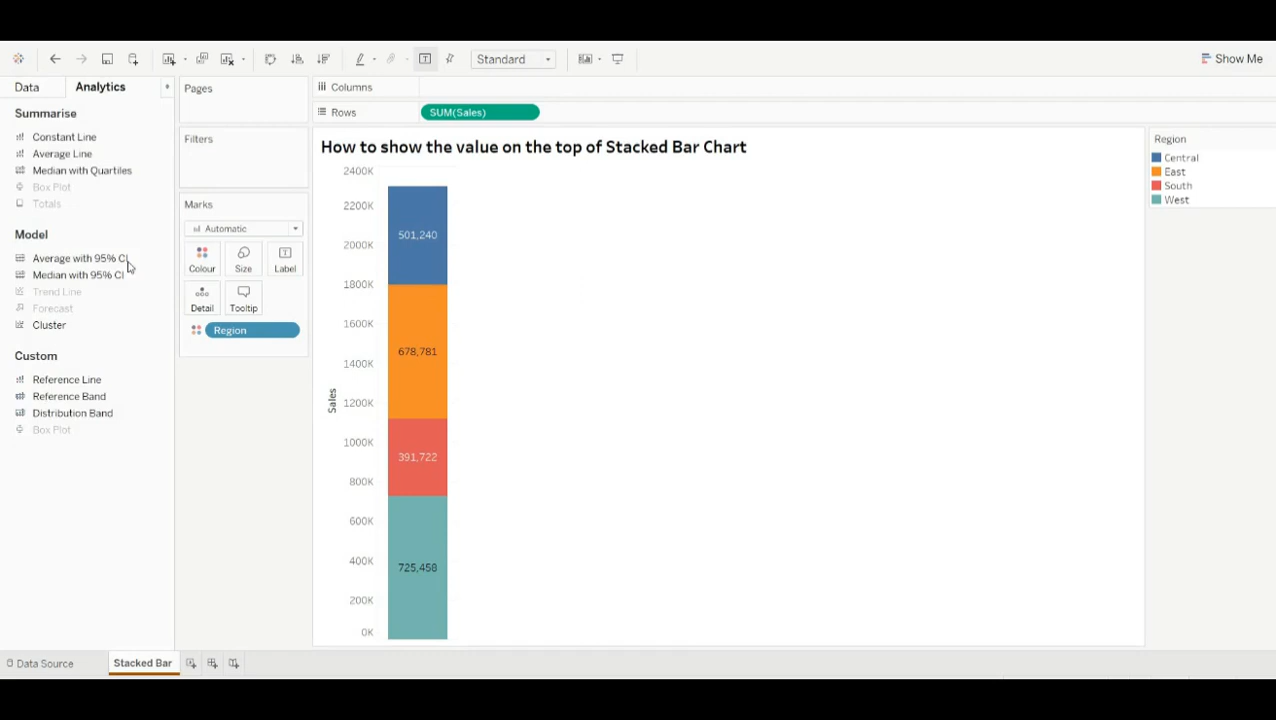 Standard
Show Me
Data
Analytics
Pages
Columns
Rows
SUM(Sales)
Summarise
Constant Line
Average Line
Median with Quartiles
Box Plot
Totals
Model
Average with 95% CI
Median with 95% CI
Trend Line
Forecast
Cluster
Custom
Reference Line
Reference Band
Distribution Band
Box Plot
Filters
Marks
Automatic
Colour
Size
Label
Detail
Tooltip
Region
How to show the value on the top of Stacked Bar Chart
2400K
2200K
2000K
1800K
1600K
1400K
1200K
1000K
800K
600K
400K
200K
0K
Sales
501,240
678,781
391,722
725,458
Region
Central
East
South
West
Data Source
Stacked Bar